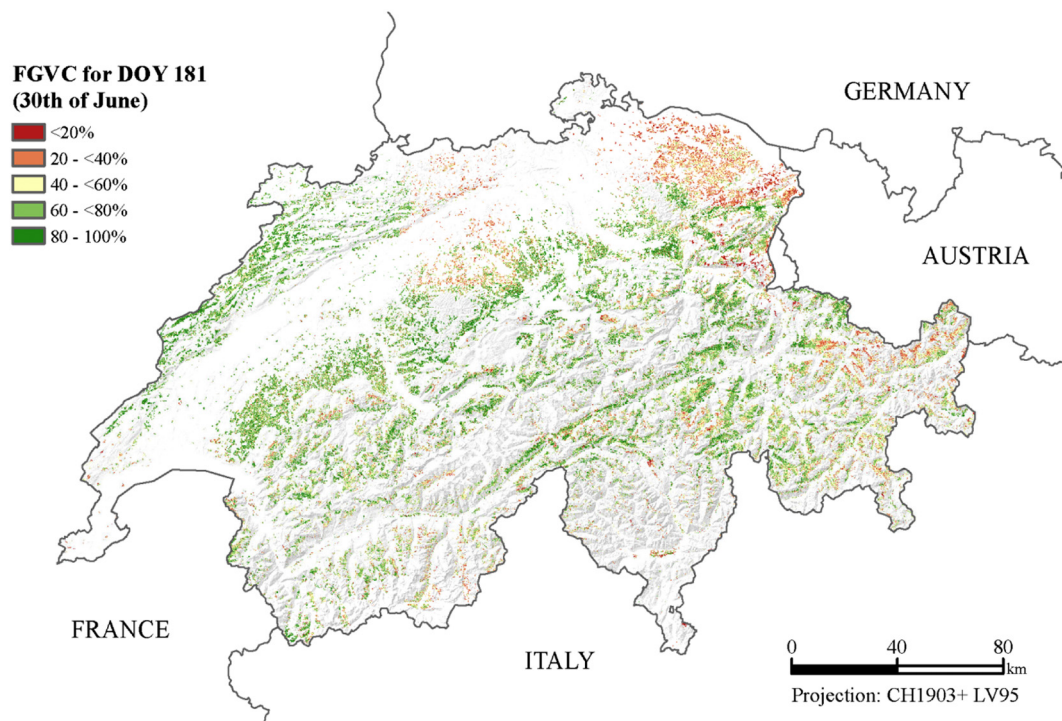 FGVC for DOY 181
(30th of June)
<20%
20 - <40%
40 - <60%
60 - <80%
80 - 100%
GERMANY
AUSTRIA
FRANCE
ITALY
0 40 80
km
Projection: CH1903+ LV95